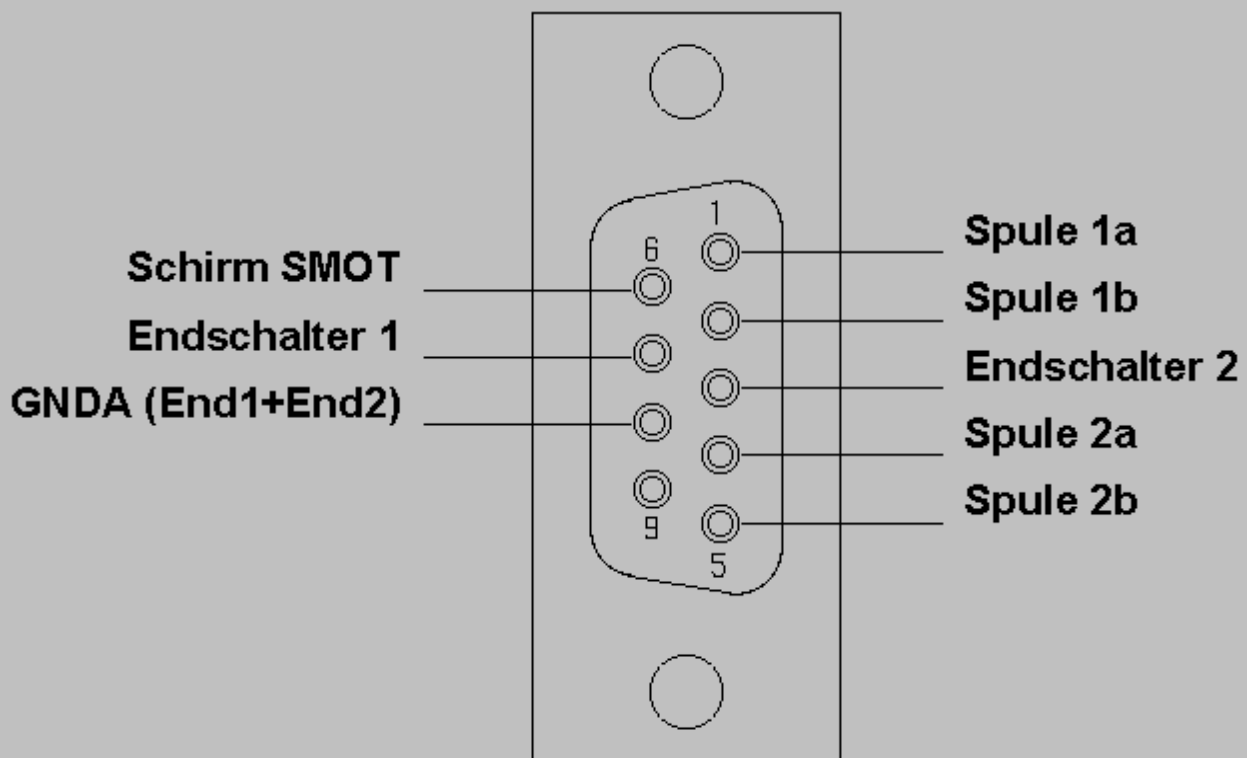 1
Spule 1a
6
Schirm SMOT
Spule 1b
Endschalter 1
Endschalter 2
GNDA (End1+End2)
Spule 2a
Spule 2b
9
5